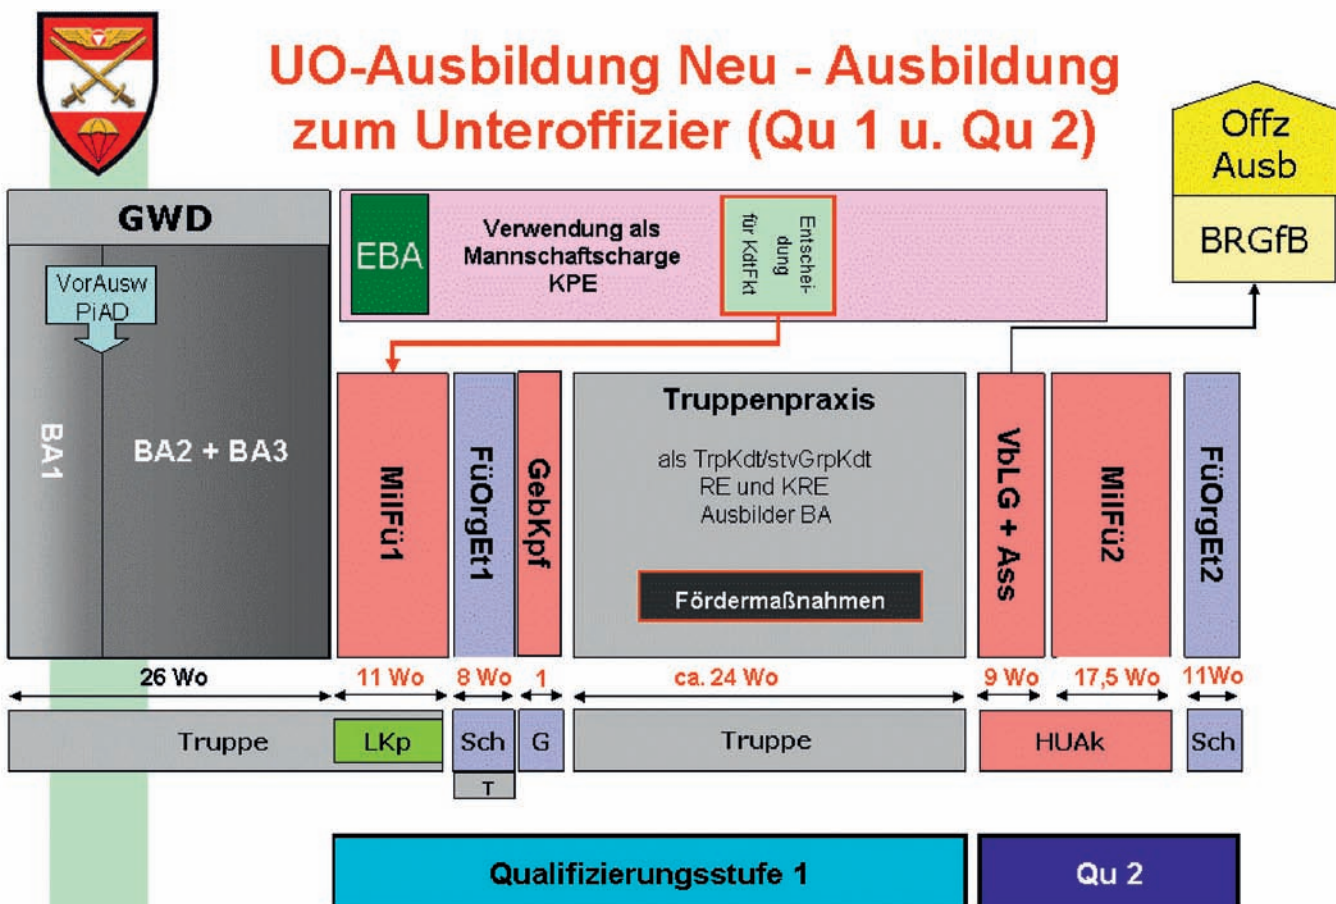 UO-Ausbildung Neu - Ausbildung
zum Unteroffizier (Qu 1 u. Qu 2)
Offz
Ausb
BRGfB
GWD
VorAusw
PiAD
BA1
BA2 + BA3
EBA
Verwendung als
Mannschaftscharge
KPE
Entschei-
dung
für KdtFkt
MilFü1
FüOrgEt1
GebKpf
Truppenpraxis
als TrpKdt/stvGrpKdt
RE und KRE
Ausbilder BA
Fördermaßnahmen
VbLG + Ass
MilFü2
FüOrgEt2
26 Wo
11 Wo
8 Wo
1
ca. 24 Wo
9 Wo
17,5 Wo
11Wo
Truppe
LKp
Sch
T
G
Truppe
HUAk
Sch
Qualifizierungsstufe 1
Qu 2